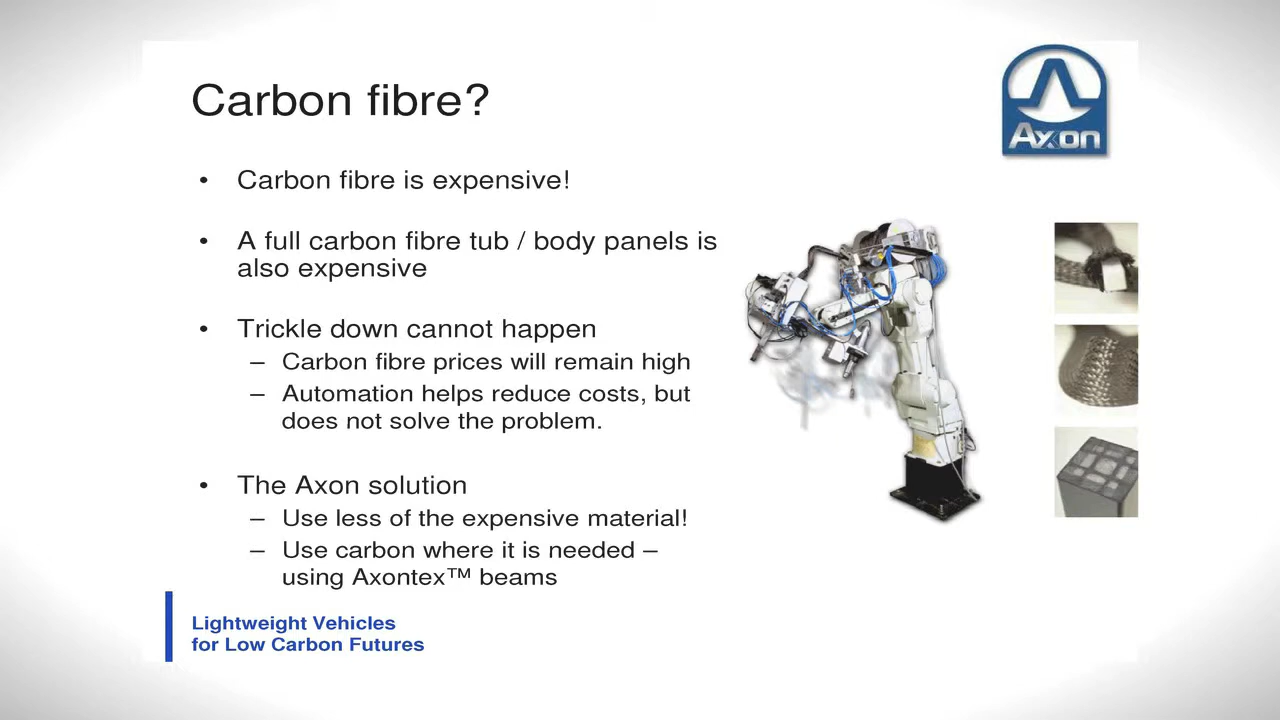 Carbon fibre?
Axon
• Carbon fibre is expensive!
• A full carbon fibre tub / body panels is
also expensive
• Trickle down cannot happen
– Carbon fibre prices will remain high
– Automation helps reduce costs, but
does not solve the problem.
• The Axon solution
– Use less of the expensive material!
– Use carbon where it is needed –
using Axontex™ beams
Lightweight Vehicles
for Low Carbon Futures